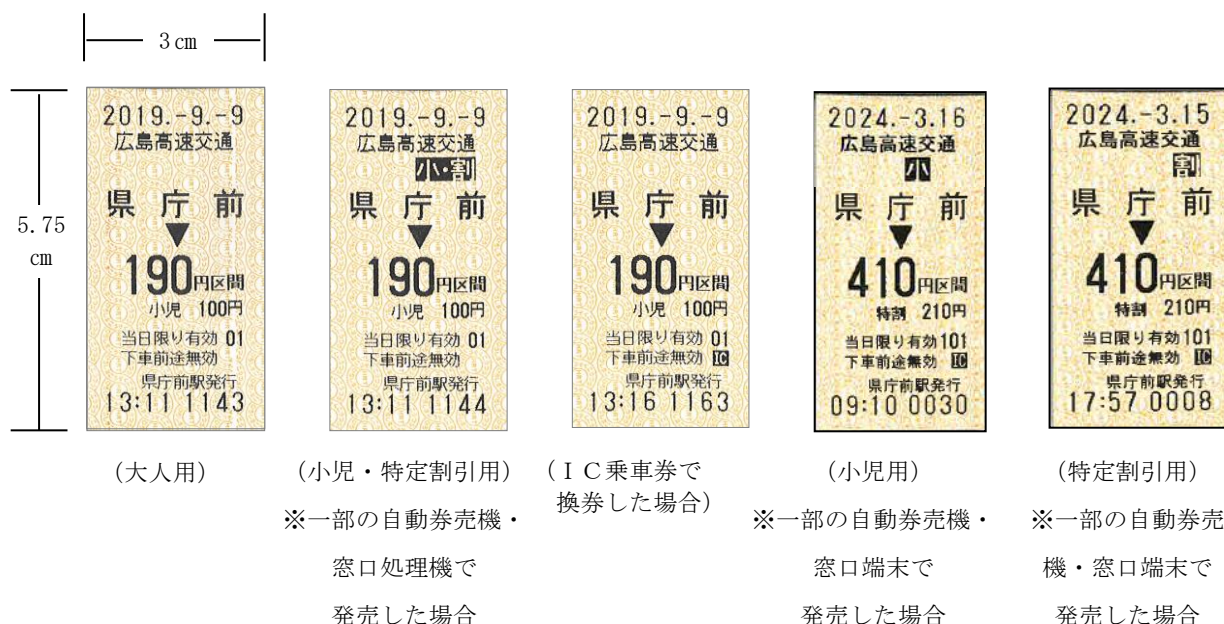 3㎝
5.75
㎝
2019.-9.-9
広島高速交通
県庁前
▼
190円区間
小児 100円
当日限り有効 01
下車前途無効
県庁前駅発行
13:11 1143
(大人用)
2019.-9.-9
広島高速交通
小・割
県庁前
▼
190円区間
小児 100円
当日限り有効 01
下車前途無効
県庁前駅発行
13:11 1144
(小児・特定割引用)
※一部の自動券売機・
窓口処理機で
発売した場合
2019.-9.-9
広島高速交通
県庁前
▼
190円区間
小児 100円
当日限り有効 01
下車前途無効 IC
県庁前駅発行
13:16 1163
(IC乗車券で
換券した場合)
2024.-3.16
広島高速交通
小
県庁前
▼
410円区間
特割 210円
当日限り有効 101
下車前途無効 IC
県庁前駅発行
09:10 0030
(小児用)
※一部の自動券売機・
窓口端末で
発売した場合
2024.-3.15
広島高速交通
割
県庁前
▼
410円区間
特割 210円
当日限り有効 101
下車前途無効 IC
県庁前駅発行
17:57 0008
(特定割引用)
※一部の自動券売
機・窓口端末で
発売した場合